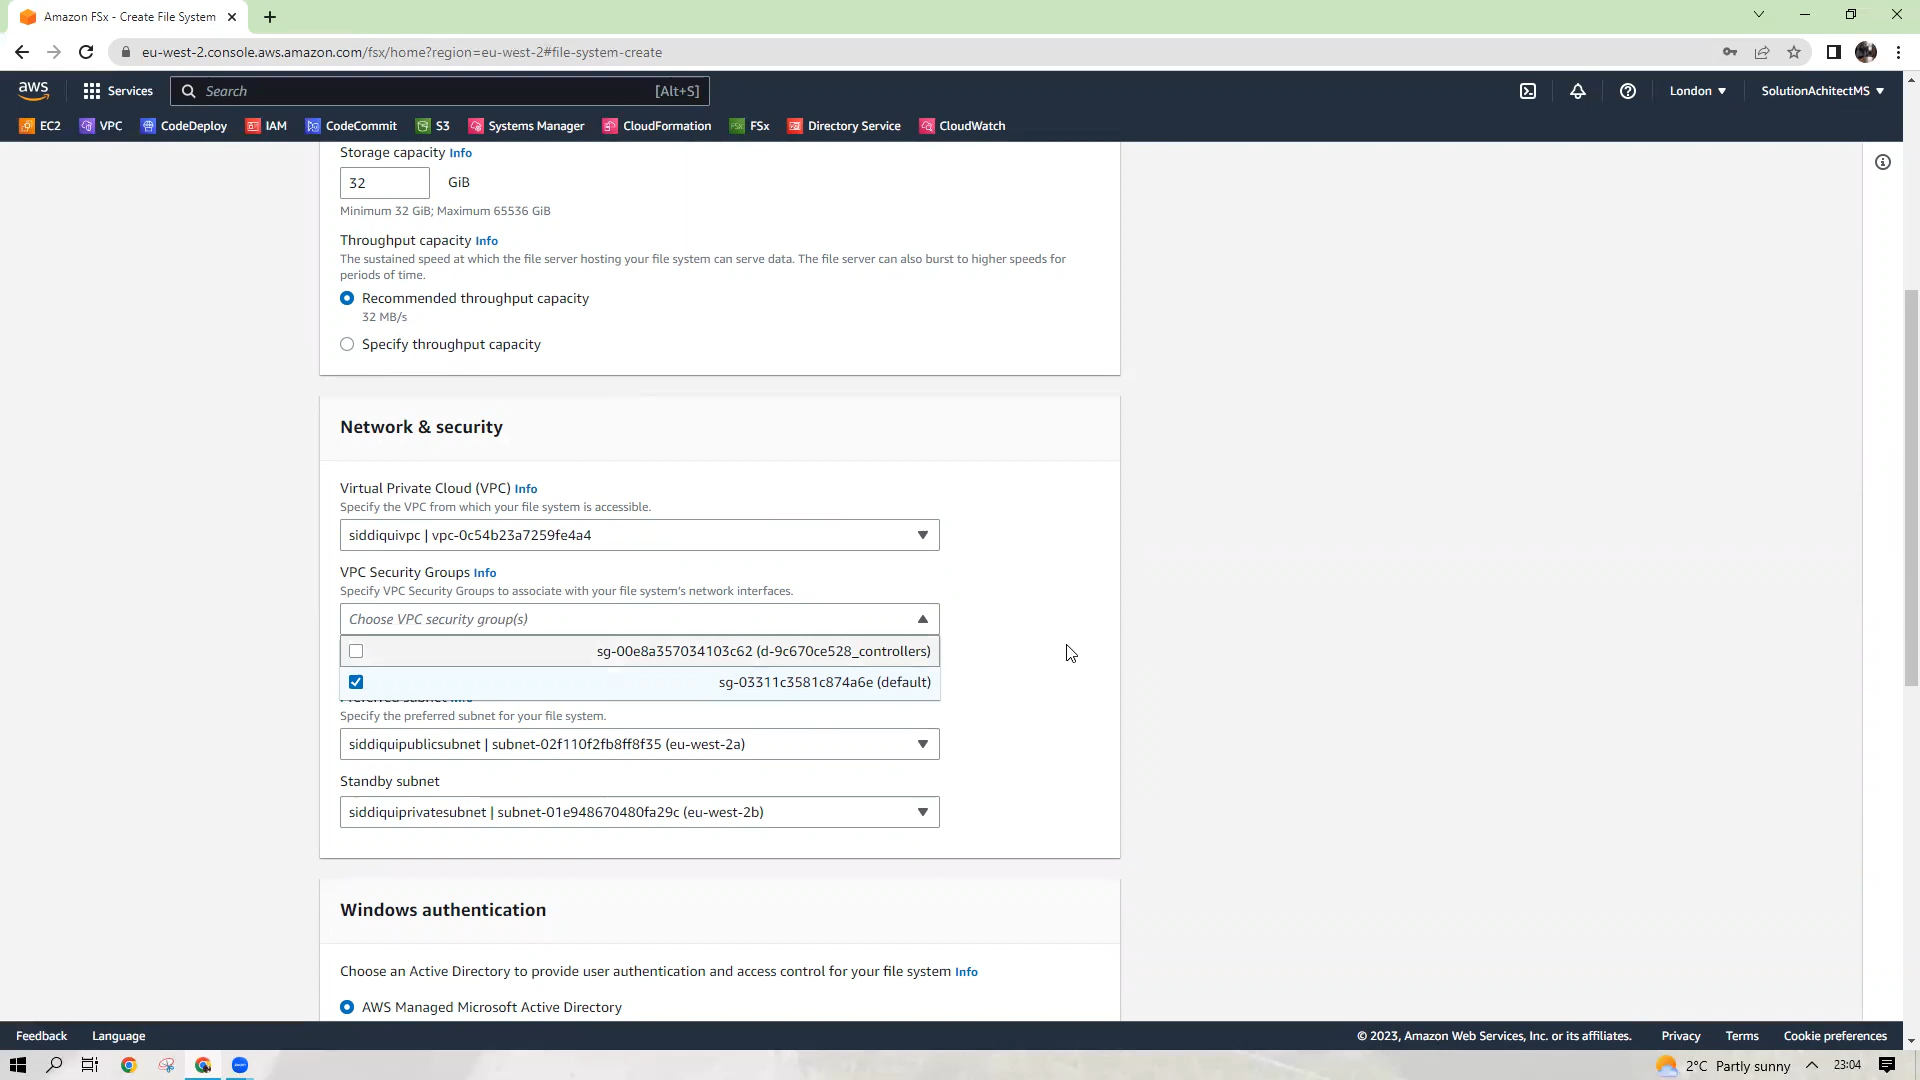 Amazon FSx - Create File System
eu-west-2.console.aws.amazon.com/fsx/home?region=eu-west-2#file-system-create
aws
Services
Search
[Alt+S]
London
SolutionAchitectMS
EC2
VPC
CodeDeploy
IAM
CodeCommit
S3
Systems Manager
CloudFormation
FSx
Directory Service
CloudWatch
Storage capacity Info
32
GiB
Minimum 32 GiB; Maximum 65536 GiB
Throughput capacity Info
The sustained speed at which the file server hosting your file system can serve data. The file server can also burst to higher speeds for
periods of time.
Recommended throughput capacity
32 MB/s
Specify throughput capacity
Network & security
Virtual Private Cloud (VPC) Info
Specify the VPC from which your file system is accessible.
siddiquivpc | vpc-0c54b23a7259fe4a4
VPC Security Groups Info
Specify VPC Security Groups to associate with your file system's network interfaces.
Choose VPC security group(s)
sg-00e8a357034103c62 (d-9c670ce528_controllers)
sg-03311c3581c874a6e (default)
Specify the preferred subnet for your file system.
siddiquipublicsubnet | subnet-02f110f2fb8ff8f35 (eu-west-2a)
Standby subnet
siddiquiprivatesubnet | subnet-01e948670480fa29c (eu-west-2b)
Windows authentication
Choose an Active Directory to provide user authentication and access control for your file system Info
AWS Managed Microsoft Active Directory
Feedback
Language
© 2023, Amazon Web Services, Inc. or its affiliates.
Privacy
Terms
Cookie preferences
2°C Partly sunny
23:04